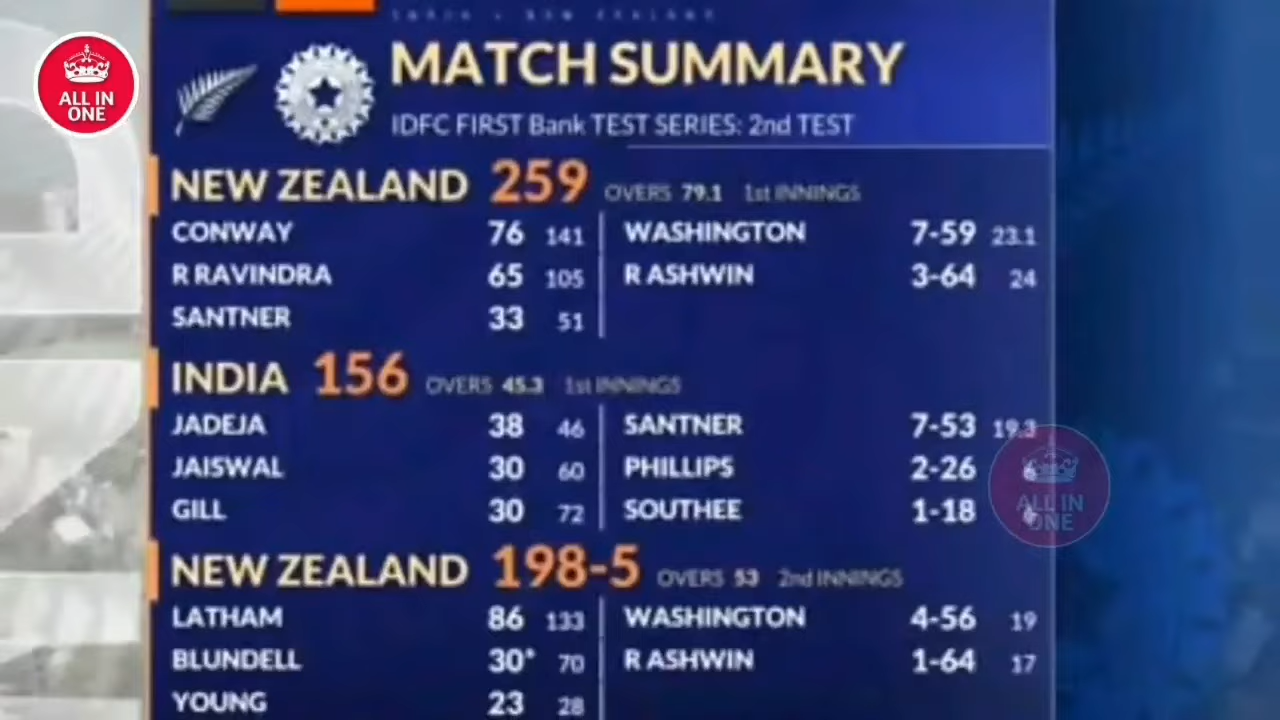 ALL IN
ONE
MATCH SUMMARY
IDFC FIRST Bank TEST SERIES: 2nd TEST
NEW ZEALAND 259 OVERS 79.1 1st INNINGS
CONWAY 76 141 WASHINGTON 7-59 23.1
R RAVINDRA 65 105 R ASHWIN 3-64 24
SANTNER 33 51
INDIA 156 OVERS 45.3 1st INNINGS
JADEJA 38 46 SANTNER 7-53 19.3
JAISWAL 30 60 PHILLIPS 2-26 6
GILL 30 72 SOUTHEE 1-18
ALL IN
ONE
NEW ZEALAND 198-5 OVERS 53 2nd INNINGS
LATHAM 86 133 WASHINGTON 4-56 19
BLUNDELL 30* 70 R ASHWIN 1-64 17
YOUNG 23 28